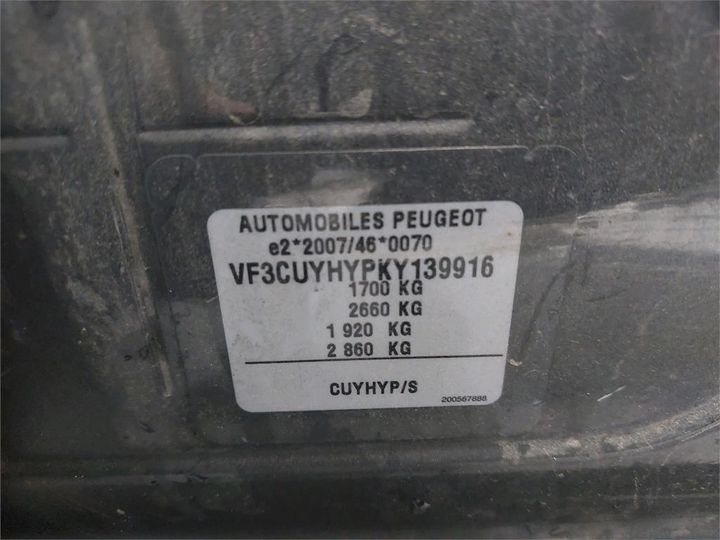 AUTOMOBILES PEUGEOT
e2*2007/46*0070
VF3CUYHYPKY139916
1700 KG
2660 KG
1 920 KG
2 860 KG
CUYHYP/S
200567888